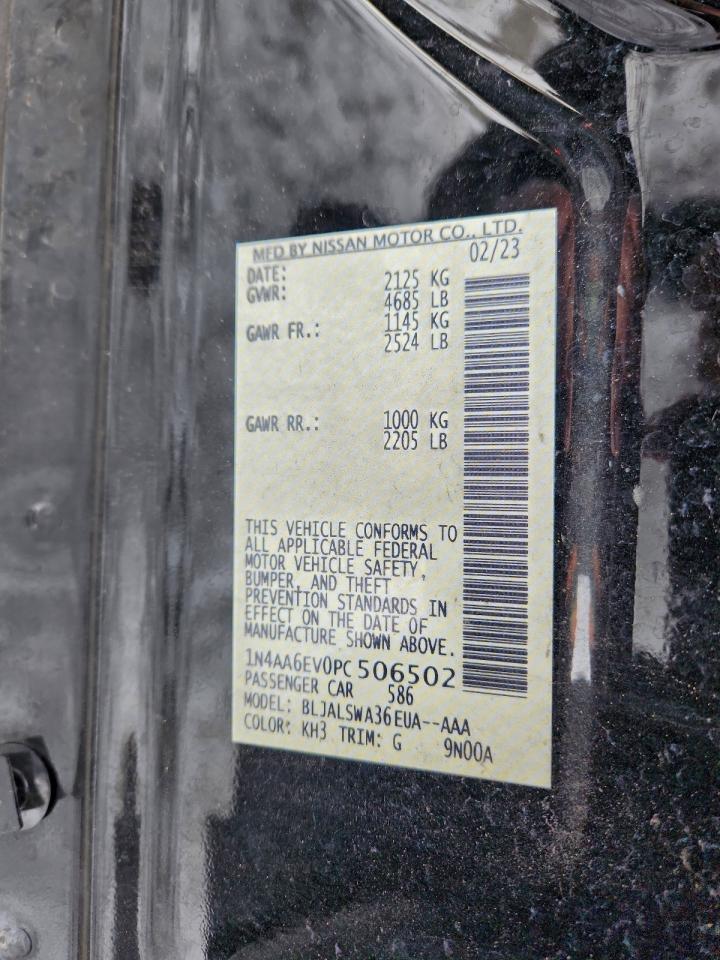 MFD BY NISSAN MOTOR CO., LTD.
DATE: 02/23
GVWR: 2125 KG
4685 LB
GAWR FR.: 1145 KG
2524 LB
GAWR RR.: 1000 KG
2205 LB
THIS VEHICLE CONFORMS TO
ALL APPLICABLE FEDERAL
MOTOR VEHICLE SAFETY,
BUMPER, AND THEFT
PREVENTION STANDARDS IN
EFFECT ON THE DATE OF
MANUFACTURE SHOWN ABOVE.
1N4AA6EV0PC506502
PASSENGER CAR 586
MODEL: BLJALSWA36EUA--AAA
COLOR: KH3 TRIM: G 9N00A